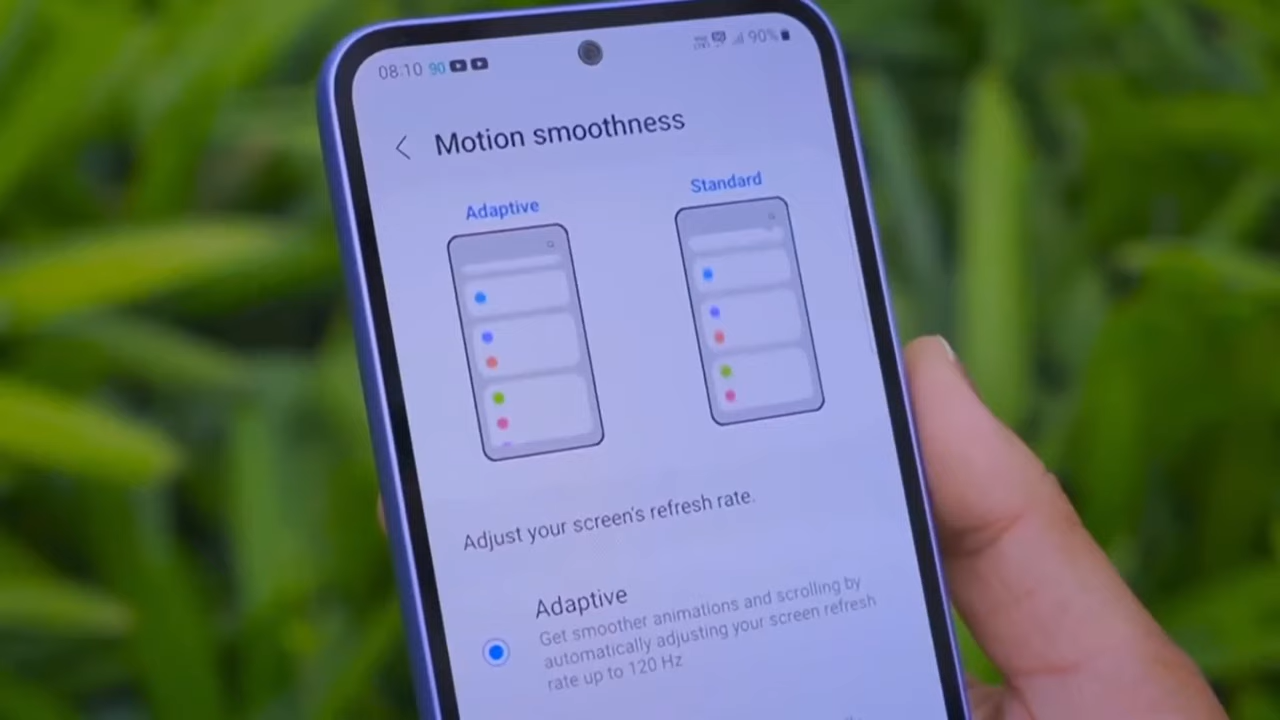 08:10 90 90%
Motion smoothness
Adaptive Standard
Adjust your screen's refresh rate.
Adaptive
Get smoother animations and scrolling by
automatically adjusting your screen refresh
rate up to 120 Hz